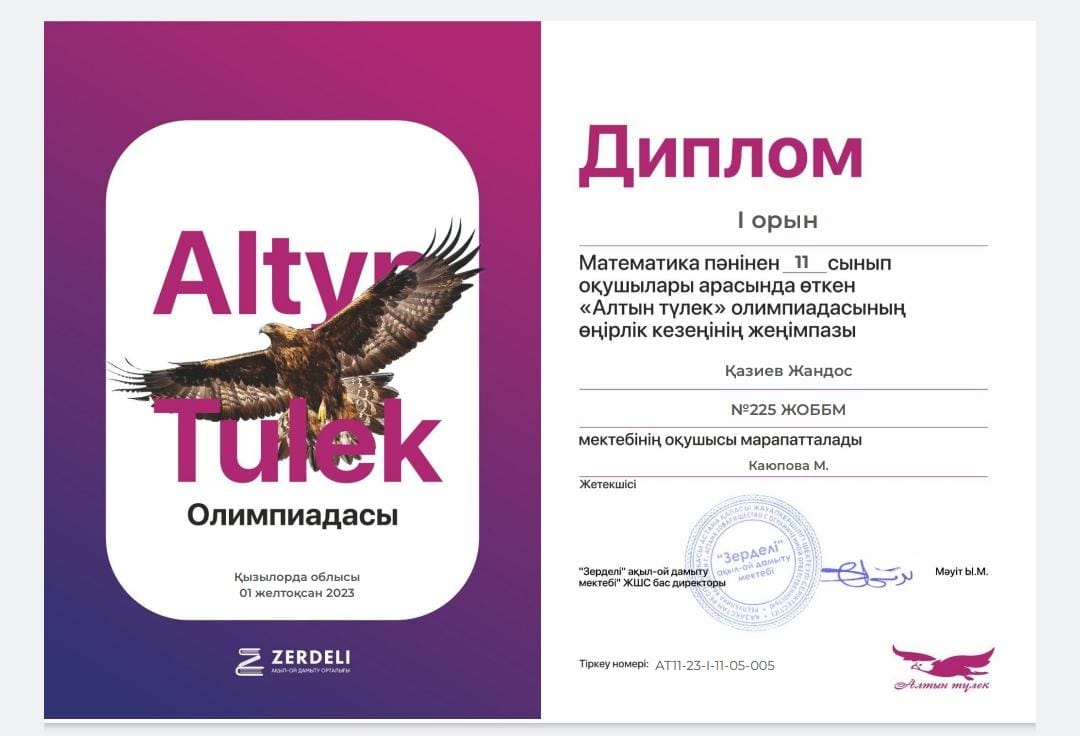 Altyn
Tulek
Олимпиадасы
Қызылорда облысы
01 желтоқсан 2023
ZERDELI
АҚЫЛ-ОЙ ДАМЫТУ ОРТАЛЫҒЫ
Диплом
I орын
Математика пәнінен 11 сынып
оқушылары арасында өткен
«Алтын түлек» олимпиадасының
өңірлік кезеңінің жеңімпазы
Қазиев Жандос
№225 ЖОББМ
мектебінің оқушысы марапатталады
Каюпова М.
Жетекшісі
"Зерделі"
ақыл-ой дамыту
мектебі
"Зерделі" ақыл-ой дамыту
мектебі" ЖШС бас директоры
Мәуіт Ы.М.
Тіркеу номері: AT11-23-I-11-05-005
Алтын түлек